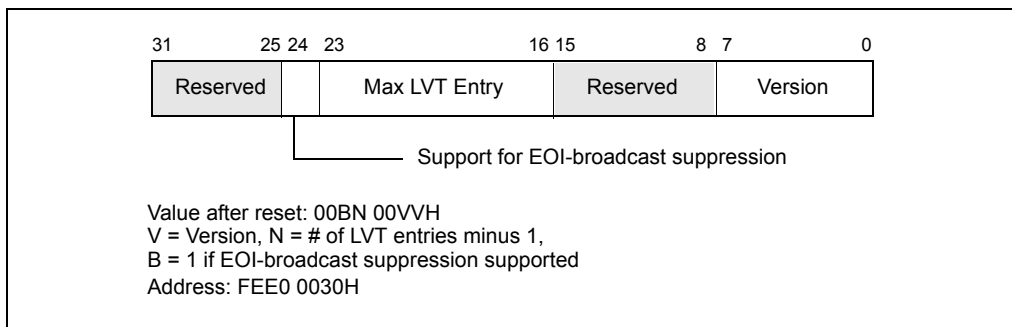 31 25 24 23 16 15 8 7 0
Reserved Max LVT Entry Reserved Version
Support for EOI-broadcast suppression
Value after reset: 00BN 00VVH
V = Version, N = # of LVT entries minus 1,
B = 1 if EOI-broadcast suppression supported
Address: FEE0 0030H